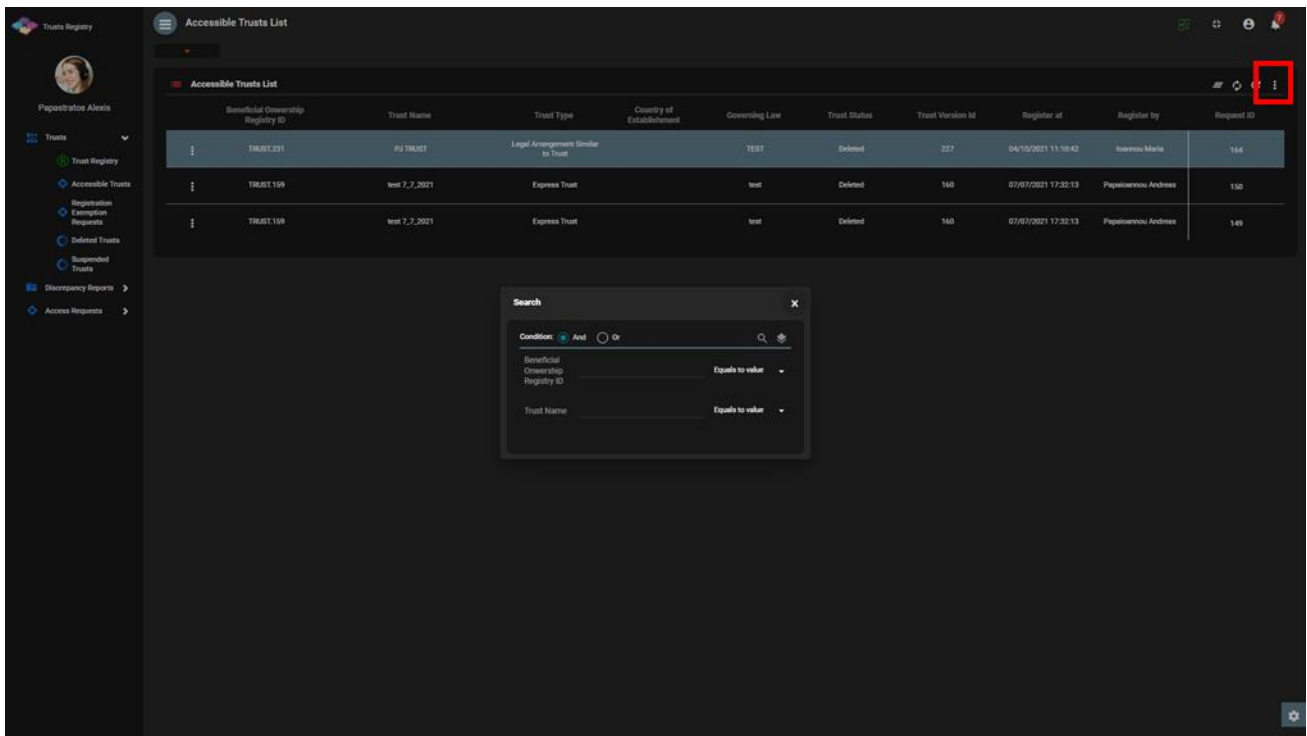 Trusts Registry
Accessible Trusts List
7
Papastratos Alexis
Trusts
Trust Registry
Accessible Trusts
Registration
Exemption
Requests
Deleted Trusts
Suspended
Trusts
Discrepancy Reports
Access Requests
Accessible Trusts List
Beneficial Onwership
Registry ID
Trust Name
Trust Type
Country of
Establishment
Governing Law
Trust Status
Trust Version Id
Register at
Register by
Request ID
TRUST.231
Legal Arrangement Similar
to Trust
TEST
Deleted
227
04/10/2021 11:10:42
Ioannou Maria
164
TRUST.159
test 7_7_2021
Express Trust
test
Deleted
160
07/07/2021 17:32:13
Papaioannou Andreas
150
TRUST.159
test 7_7_2021
Express Trust
test
Deleted
160
07/07/2021 17:32:13
Papaioannou Andreas
149
Search
Condition: And Or
Beneficial
Onwership
Registry ID
Equals to value
Trust Name
Equals to value